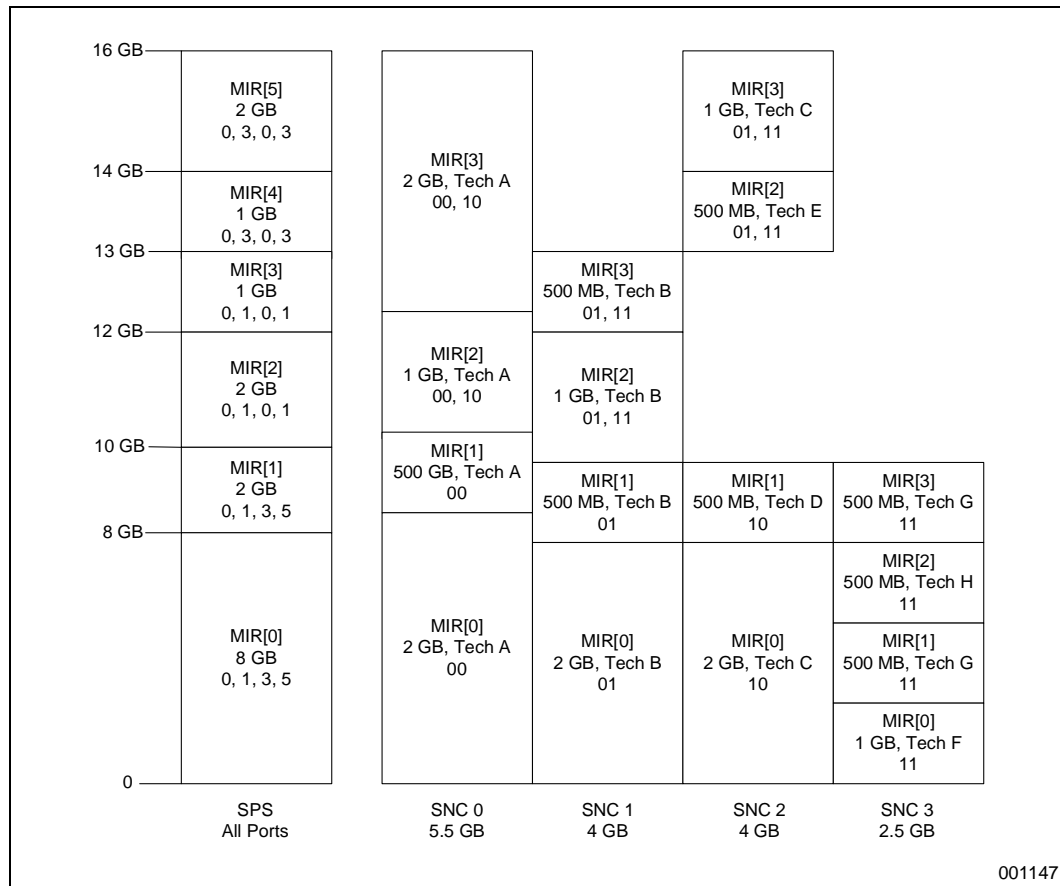 16 GB
MIR[5]
2 GB
0, 3, 0, 3
14 GB
MIR[4]
1 GB
0, 3, 0, 3
13 GB
MIR[3]
1 GB
0, 1, 0, 1
12 GB
MIR[2]
2 GB
0, 1, 0, 1
10 GB
MIR[1]
2 GB
0, 1, 3, 5
8 GB
MIR[0]
8 GB
0, 1, 3, 5
0
SPS
All Ports
MIR[3]
2 GB, Tech A
00, 10
MIR[2]
1 GB, Tech A
00, 10
MIR[1]
500 GB, Tech A
00
MIR[0]
2 GB, Tech A
00
SNC 0
5.5 GB
MIR[3]
500 MB, Tech B
01, 11
MIR[2]
1 GB, Tech B
01, 11
MIR[1]
500 MB, Tech B
01
MIR[0]
2 GB, Tech B
01
SNC 1
4 GB
MIR[3]
1 GB, Tech C
01, 11
MIR[2]
500 MB, Tech E
01, 11
MIR[1]
500 MB, Tech D
10
MIR[0]
2 GB, Tech C
10
SNC 2
4 GB
MIR[3]
500 MB, Tech G
11
MIR[2]
500 MB, Tech H
11
MIR[1]
500 MB, Tech G
11
MIR[0]
1 GB, Tech F
11
SNC 3
2.5 GB
001147